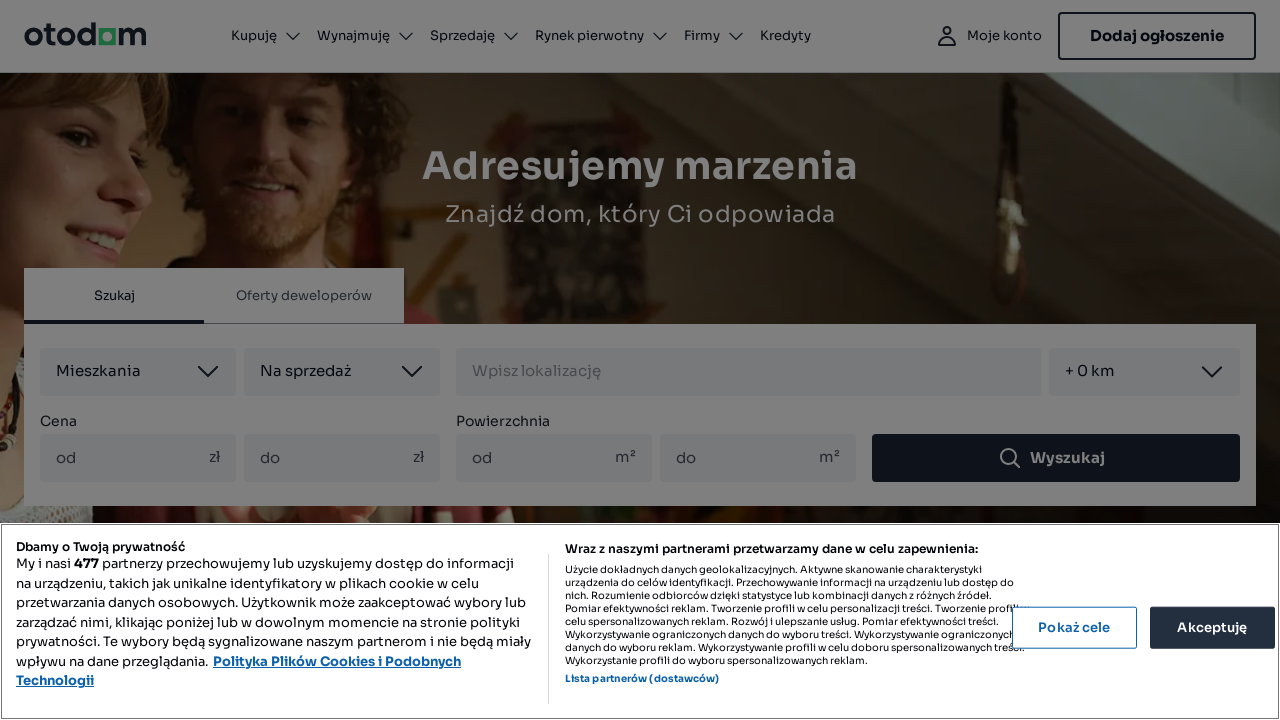 otodom
Kupuję
Wynajmuję
Sprzedaję
Rynek pierwotny
Firmy
Kredyty
Moje konto
Dodaj ogłoszenie
Adresujemy marzenia
Znajdź dom, który Ci odpowiada
Szukaj
Oferty deweloperów
Mieszkania
Na sprzedaż
Wpisz lokalizację
+ 0 km
Cena
Powierzchnia
od
zł
do
zł
od
m²
do
m²
Wyszukaj
Dbamy o Twoją prywatność
My i nasi 477 partnerzy przechowujemy lub uzyskujemy dostęp do informacji
na urządzeniu, takich jak unikalne identyfikatory w plikach cookie w celu
przetwarzania danych osobowych. Użytkownik może zaakceptować wybory lub
zarządzać nimi, klikając poniżej lub w dowolnym momencie na stronie polityki
prywatności. Te wybory będą sygnalizowane naszym partnerom i nie będą miały
wpływu na dane przeglądania. Polityka Plików Cookies i Podobnych
Technologii
Wraz z naszymi partnerami przetwarzamy dane w celu zapewnienia:
Użycie dokładnych danych geolokalizacyjnych. Aktywne skanowanie charakterystyki
urządzenia do celów identyfikacji. Przechowywanie informacji na urządzeniu lub dostęp do
nich. Rozumienie odbiorców dzięki statystyce lub kombinacji danych z różnych źródeł.
Pomiar efektywności reklam. Tworzenie profili w celu personalizacji treści. Tworzenie profili w
celu spersonalizowanych reklam. Rozwój i ulepszanie usług. Pomiar efektywności treści.
Wykorzystywanie ograniczonych danych do wyboru treści. Wykorzystywanie ograniczonych
danych do wyboru reklam. Wykorzystywanie profili w celu doboru spersonalizowanych treści.
Wykorzystanie profili do wyboru spersonalizowanych reklam.
Lista partnerów (dostawców)
Pokaż cele
Akceptuję